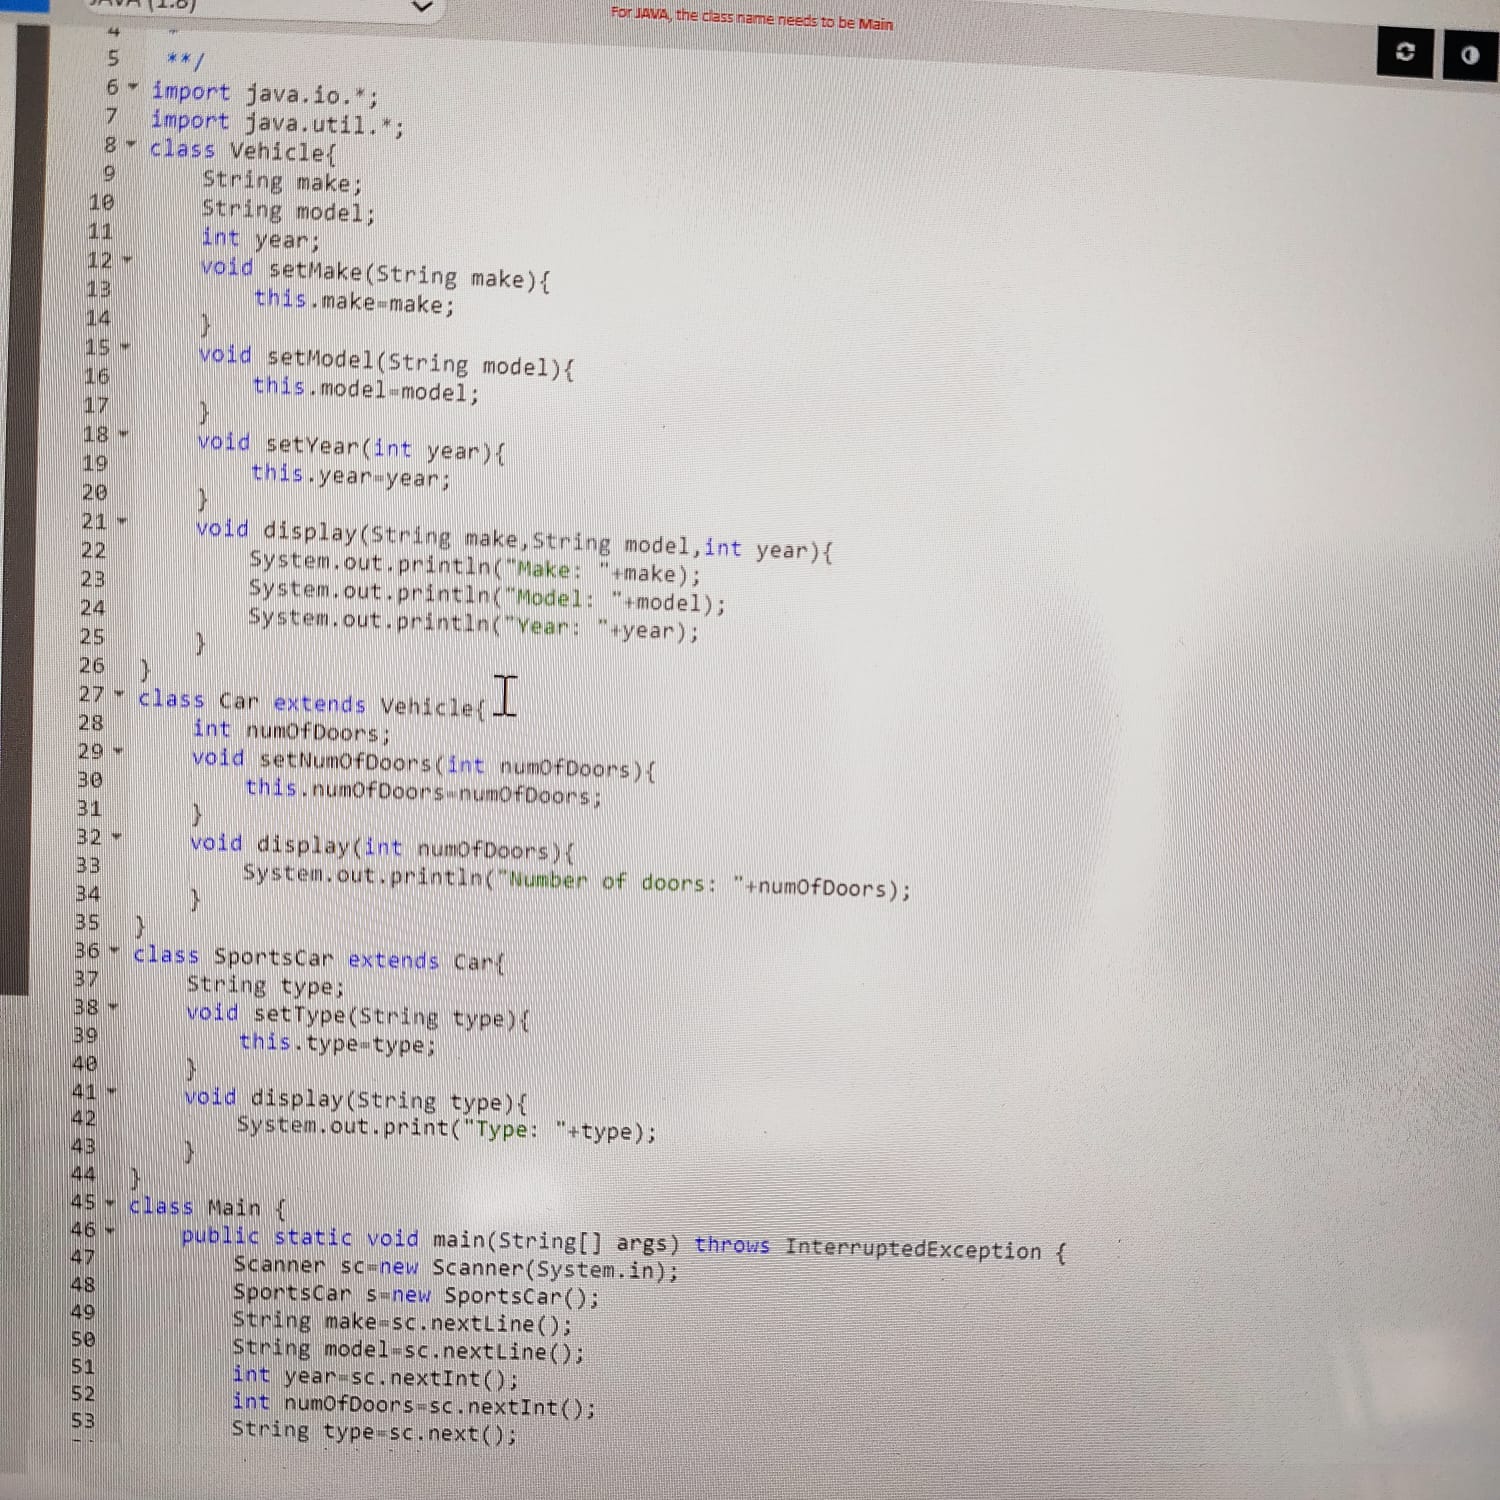 JAVA (1.8)
For JAVA, the class name needs to be Main
4 *
5 **/
6 import java.io.*;
7 import java.util.*;
8 class Vehicle{
9 String make;
10 String model;
11 int year;
12 void setMake(String make){
13 this.make=make;
14 }
15 void setModel(String model){
16 this.model=model;
17 }
18 void setYear(int year){
19 this.year=year;
20 }
21 void display(String make,String model,int year){
22 System.out.println("Make: "+make);
23 System.out.println("Model: "+model);
24 System.out.println("Year: "+year);
25 }
26 }
27 class Car extends Vehicle{
28 int numOfDoors;
29 void setNumOfDoors(int numOfDoors){
30 this.numOfDoors=numOfDoors;
31 }
32 void display(int numOfDoors){
33 System.out.println("Number of doors: "+numOfDoors);
34 }
35 }
36 class SportsCar extends Car{
37 String type;
38 void setType(String type){
39 this.type=type;
40 }
41 void display(String type){
42 System.out.print("Type: "+type);
43 }
44 }
45 class Main {
46 public static void main(String[] args) throws InterruptedException {
47 Scanner sc=new Scanner(System.in);
48 SportsCar s=new SportsCar();
49 String make=sc.nextLine();
50 String model=sc.nextLine();
51 int year=sc.nextInt();
52 int numOfDoors=sc.nextInt();
53 String type=sc.next();